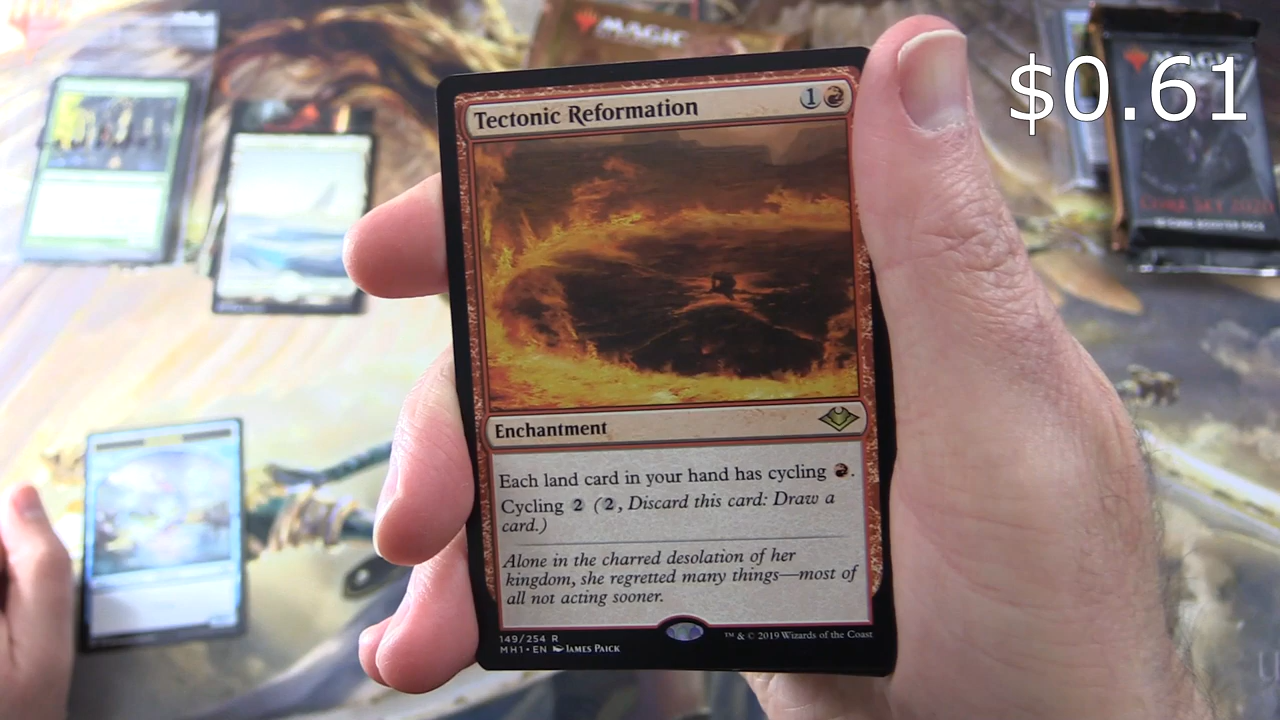 MAGIC
$0.61
MAGIC
CORE SET 2020
Tectonic Reformation 1
Enchantment
Each land card in your hand has cycling .
Cycling 2 (2, Discard this card: Draw a
card.)
Alone in the charred desolation of her
kingdom, she regretted many things—most of
all not acting sooner.
149/254 R
MH1 • EN JAMES PAICK
™ & © 2019 Wizards of the Coast